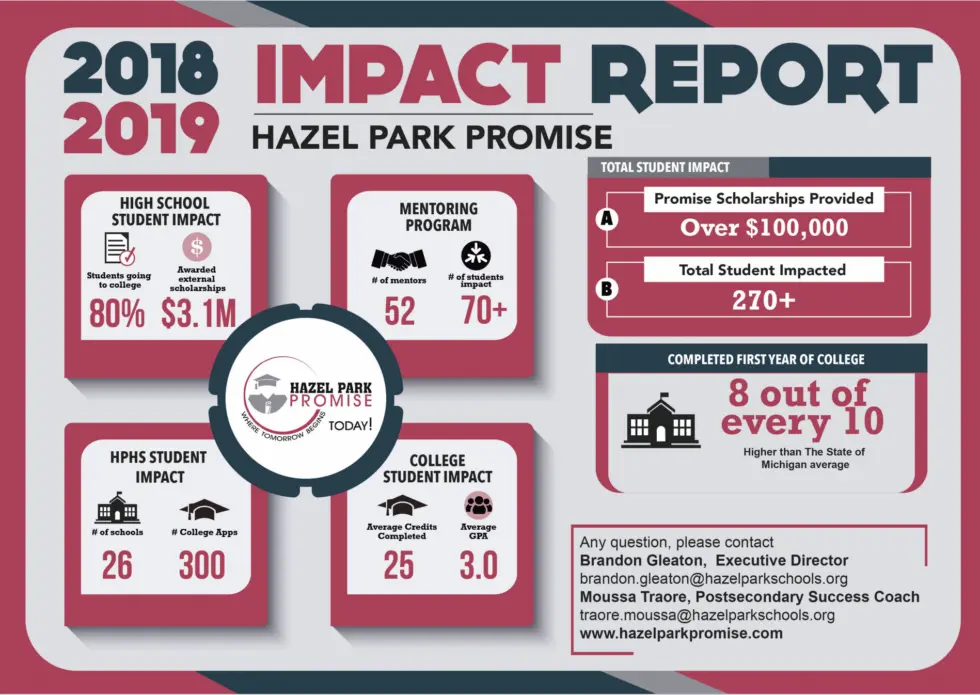 2018
2019
IMPACT REPORT
HAZEL PARK PROMISE
HIGH SCHOOL
STUDENT IMPACT
Students going
to college
80%
Awarded
external
scholarships
$3.1M
MENTORING
PROGRAM
# of mentors
52
# of students
impact
70+
HAZEL PARK
PROMISE
WHERE TOMORROW BEGINS
TODAY!
HPHS STUDENT
IMPACT
# of schools
26
# College Apps
300
COLLEGE
STUDENT IMPACT
Average Credits
Completed
25
Average
GPA
3.0
TOTAL STUDENT IMPACT
A
Promise Scholarships Provided
Over $100,000
B
Total Student Impacted
270+
COMPLETED FIRST YEAR OF COLLEGE
8 out of
every 10
Higher than The State of
Michigan average
Any question, please contact
Brandon Gleaton, Executive Director
brandon.gleaton@hazelparkschools.org
Moussa Traore, Postsecondary Success Coach
traore.moussa@hazelparkschools.org
www.hazelparkpromise.com